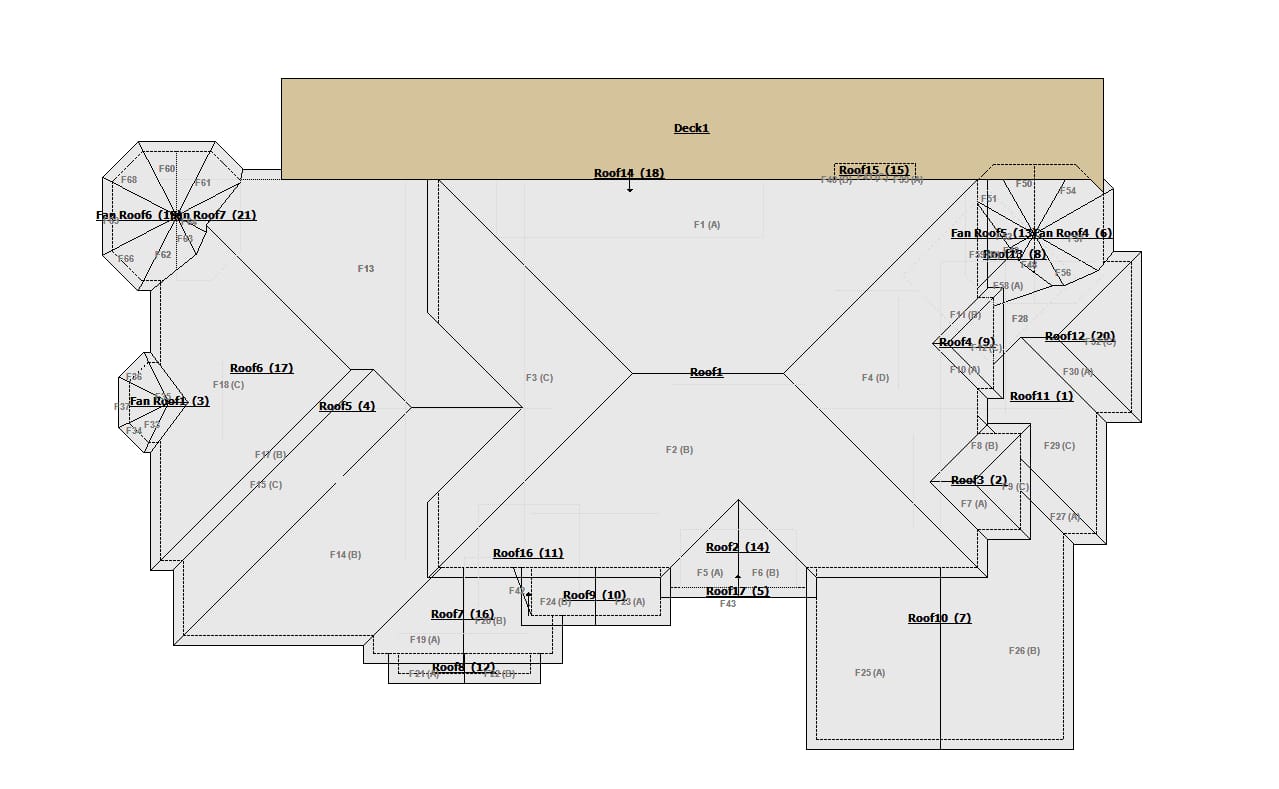 Deck1
Roof14 (18)
Roof15 (15)
F60
F68
F61
F50
F54
F51
Fan Roof6
Fan Roof7 (21)
F1 (A)
Fan Roof5 (13)
Fan Roof4 (6)
F63
F62
F66
Roof13 (8)
F13
F56
F58 (A)
F11 (B)
F28
Roof4 (9)
Roof12 (20)
Roof6 (17)
F10 (A)
F30 (A)
Roof1
F36
F3 (C)
F4 (D)
F18 (C)
Roof11 (1)
Fan Roof1 (3)
Roof5 (4)
F37
F33
F34
F8 (B)
F29 (C)
F2 (B)
F17 (B)
Roof3 (2)
F15 (C)
F9 (C)
F7 (A)
F27 (A)
Roof16 (11)
Roof2 (14)
F14 (B)
F5 (A)
F6 (B)
Roof17 (5)
Roof9 (10)
F24 (B)
F23 (A)
F43
Roof7 (16)
F20 (B)
Roof10 (7)
F19 (A)
F26 (B)
Roof8 (12)
F21 (A)
F22 (B)
F25 (A)